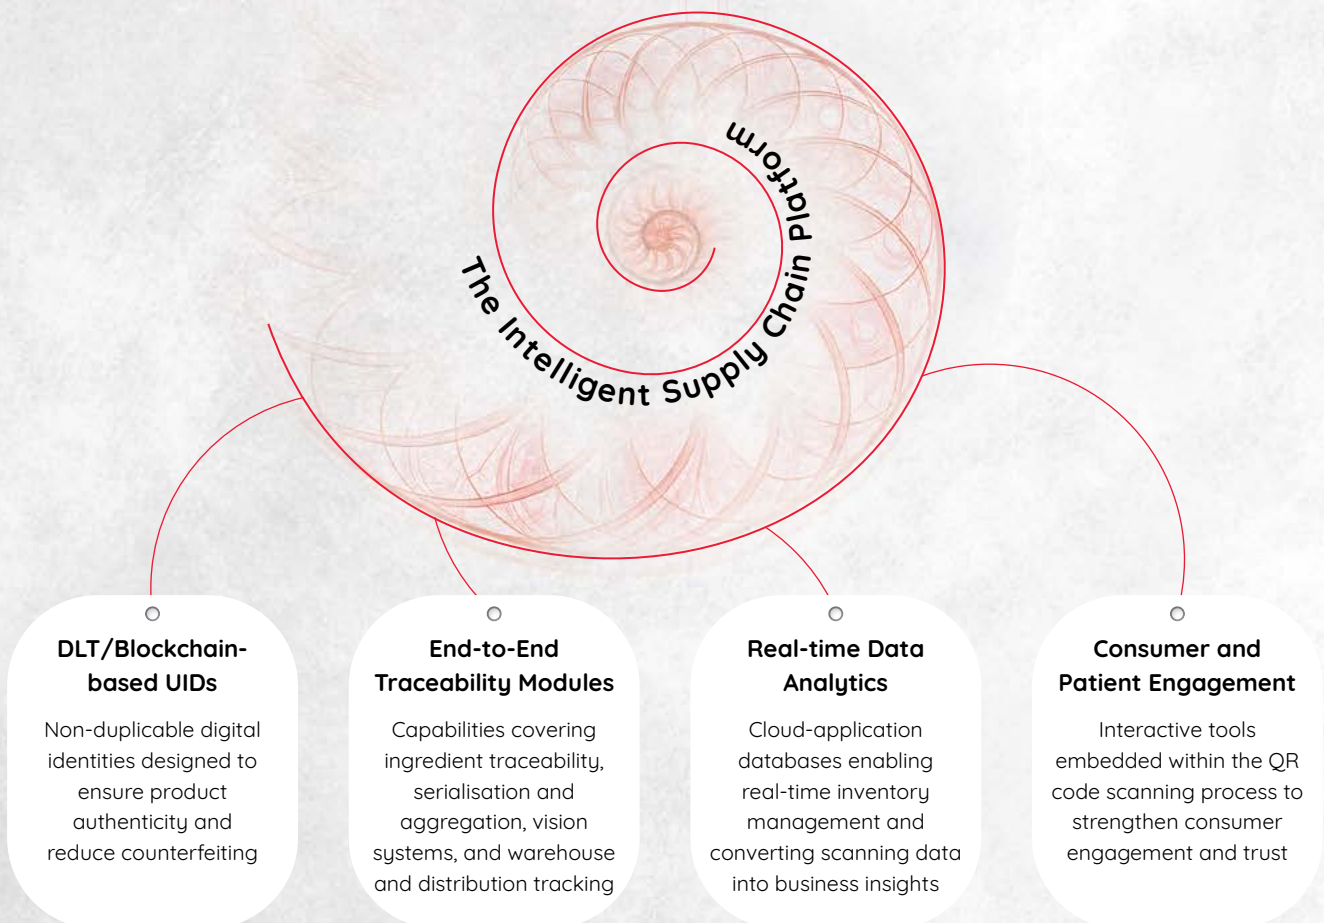 The Intelligent Supply Chain Platform
DLT/Blockchain-
based UIDs
Non-duplicable digital
identities designed to
ensure product
authenticity and
reduce counterfeiting
End-to-End
Traceability Modules
Capabilities covering
ingredient traceability,
serialisation and
aggregation, vision
systems, and warehouse
and distribution tracking
Real-time Data
Analytics
Cloud-application
databases enabling
real-time inventory
management and
converting scanning data
into business insights
Consumer and
Patient Engagement
Interactive tools
embedded within the QR
code scanning process to
strengthen consumer
engagement and trust